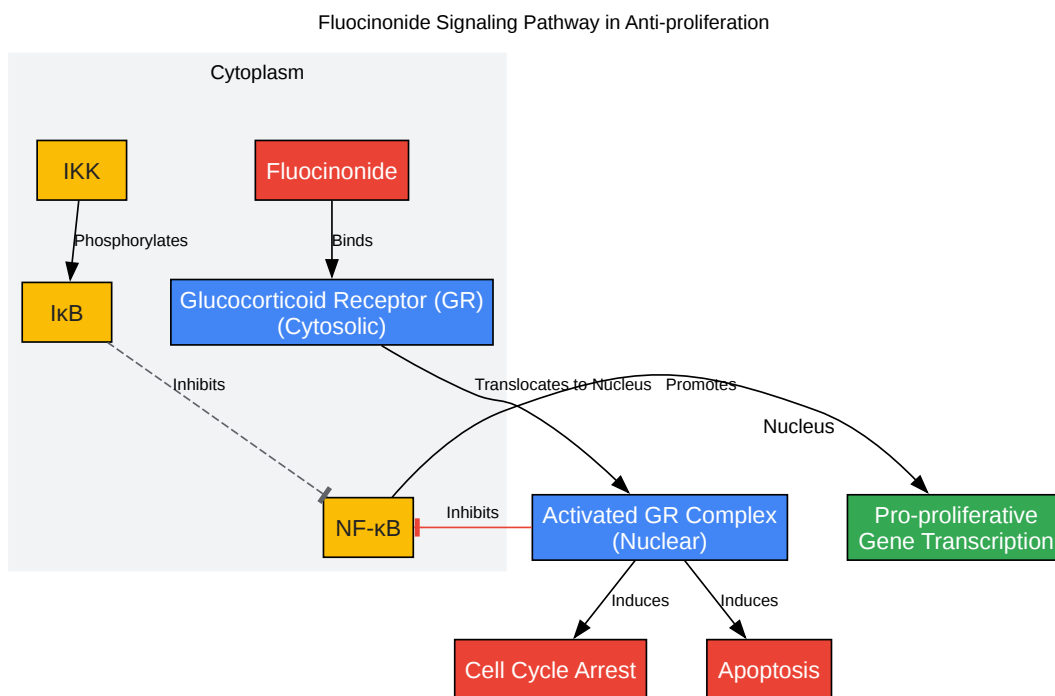 Fluocinonide Signaling Pathway in Anti-proliferation
Cytoplasm
IKK
Fluocinonide
Phosphorylates
Binds
IκB
Glucocorticoid Receptor (GR)
(Cytosolic)
Inhibits
Translocates to Nucleus
Promotes
Nucleus
NF-κB
Inhibits
Activated GR Complex
(Nuclear)
Pro-proliferative
Gene Transcription
Induces
Induces
Cell Cycle Arrest
Apoptosis